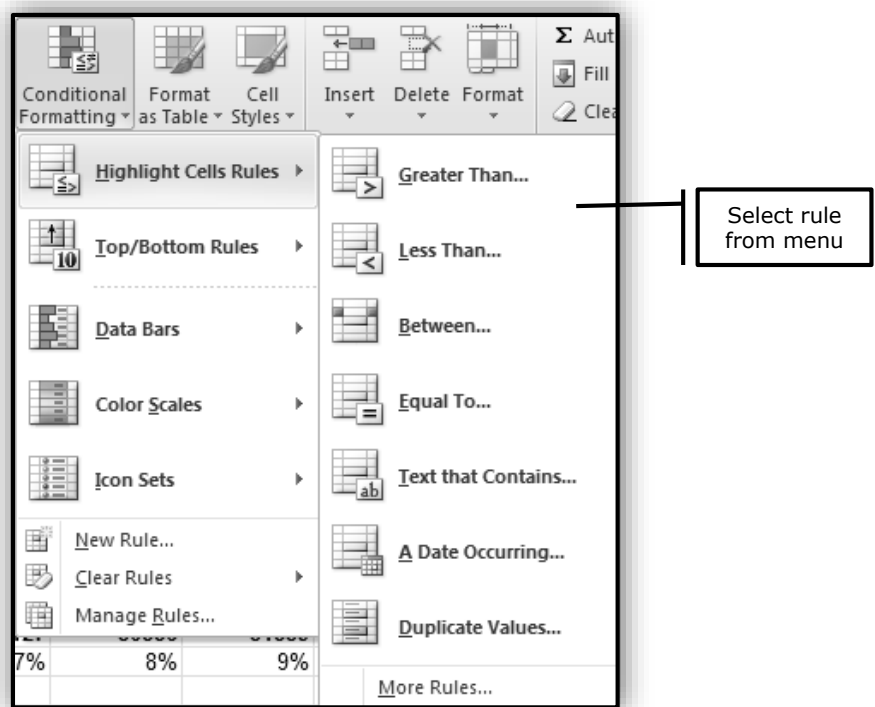 Conditional Formatting
Format as Table
Cell Styles
Insert
Delete
Format
Σ Aut
Fill
Clea
Highlight Cells Rules
Top/Bottom Rules
Data Bars
Color Scales
Icon Sets
New Rule...
Clear Rules
Manage Rules...
Greater Than...
Less Than...
Between...
Equal To...
Text that Contains...
A Date Occurring...
Duplicate Values...
More Rules...
7% 8% 9%
Select rule
from menu